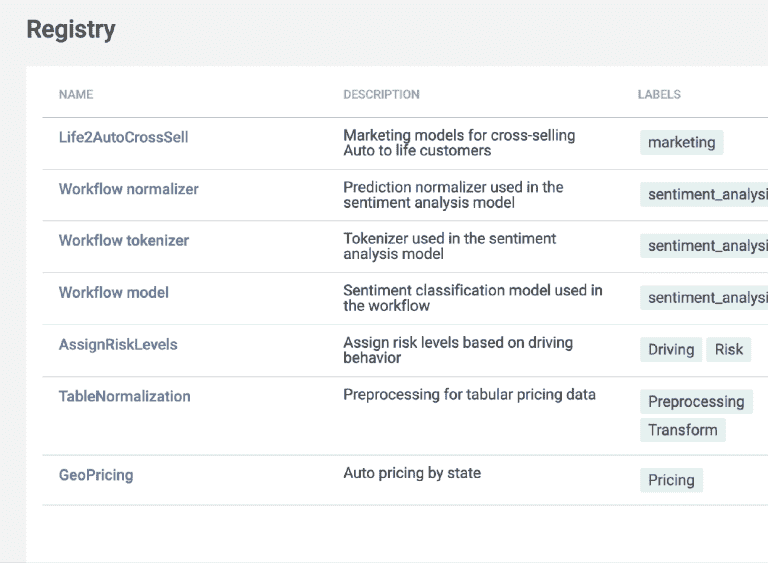 Registry
NAME DESCRIPTION LABELS
Life2AutoCrossSell Marketing models for cross-selling marketing
Auto to life customers
Workflow normalizer Prediction normalizer used in the sentiment_analysi
sentiment analysis model
Workflow tokenizer Tokenizer used in the sentiment sentiment_analysi
analysis model
Workflow model Sentiment classification model used in sentiment_analysi
the workflow
AssignRiskLevels Assign risk levels based on driving Driving Risk
behavior
TableNormalization Preprocessing for tabular pricing data Preprocessing
Transform
GeoPricing Auto pricing by state Pricing